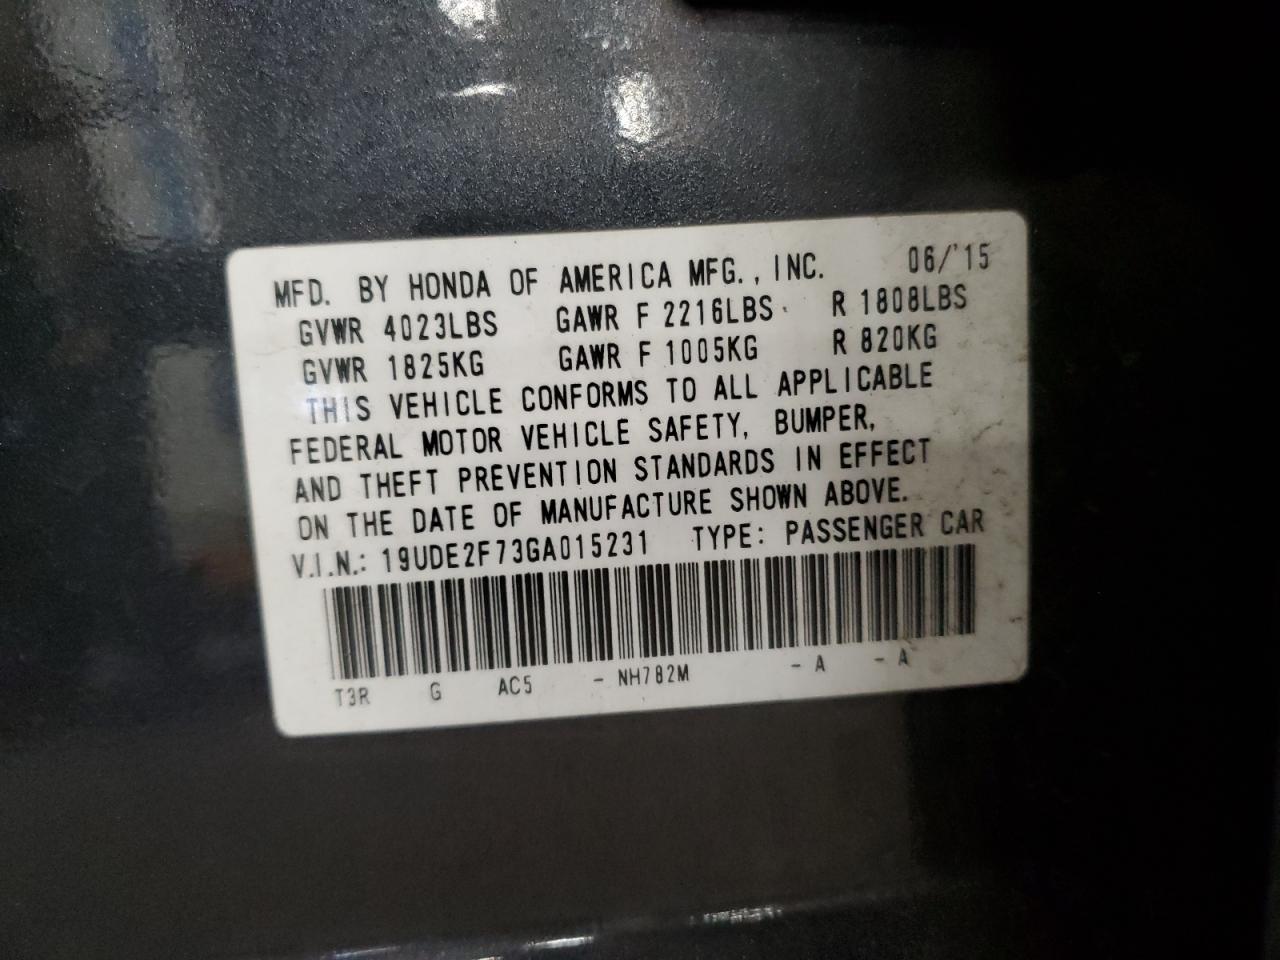 MFD. BY HONDA OF AMERICA MFG., INC. 06/'15
GVWR 4023LBS GAWR F 2216LBS R 1808LBS
GVWR 1825KG GAWR F 1005KG R 820KG
THIS VEHICLE CONFORMS TO ALL APPLICABLE
FEDERAL MOTOR VEHICLE SAFETY, BUMPER,
AND THEFT PREVENTION STANDARDS IN EFFECT
ON THE DATE OF MANUFACTURE SHOWN ABOVE.
V.I.N.: 19UDE2F73GA015231 TYPE: PASSENGER CAR
T3R G AC5 - NH782M - A - A